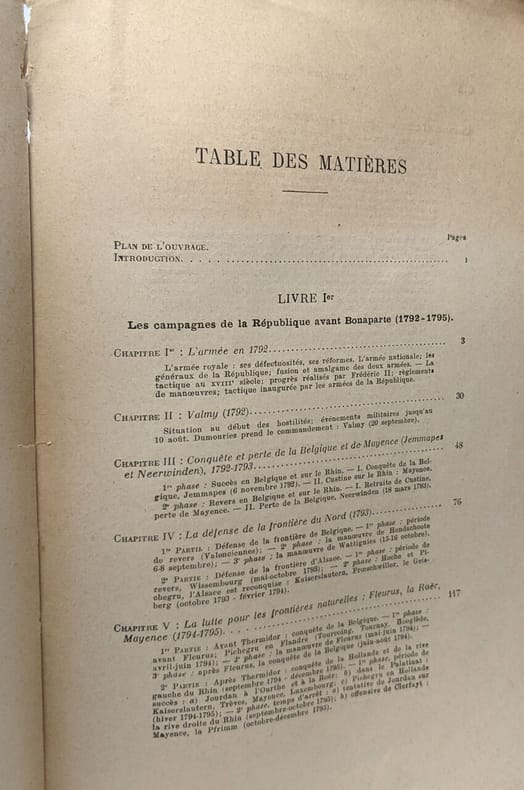 TABLE DES MATIÈRES
Pages
PLAN DE L'OUVRAGE.
INTRODUCTION. . . . . . . . . . . . . . . . . . . . 1
LIVRE Ier
Les campagnes de la République avant Bonaparte (1792-1795).
CHAPITRE Ier : L'armée en 1792. . . . . . . . . . 3
L'armée royale : ses défectuosités, ses réformes. L'armée nationale; les
généraux de la République; fusion et amalgame des deux armées. — La
tactique au XVIIIe siècle; progrès réalisés par Frédéric II; règlements
de manœuvres; tactique inaugurée par les armées de la République.
CHAPITRE II : Valmy (1792). . . . . . . . . . 30
Situation au début des hostilités; événements militaires jusqu'au
10 août. Dumouriez prend le commandement : Valmy (20 septembre).
CHAPITRE III : Conquête et perte de la Belgique et de Mayence (Jemmapes
et Neerwinden), 1792-1793. . . . . . . . . . 48
1re phase : Succès en Belgique et sur le Rhin. — I. Conquête de la Bel-
gique, Jemmapes (6 novembre 1792). — II. Custine sur le Rhin : Mayence.
2e phase : Revers en Belgique et sur le Rhin. — I. Retraite de Custine,
perte de Mayence. — II. Perte de la Belgique, Neerwinden (18 mars 1793).
CHAPITRE IV : La défense de la frontière du Nord (1793). . . . . . . . . . 76
1re PARTIE : Défense de la frontière de Belgique. — 1re phase : période
de revers (Valenciennes); — 2e phase : la manœuvre de Hondschoote
6-8 septembre); — 3e phase : la manœuvre de Wattignies (15-16 octobre).
2e PARTIE : Défense de la frontière d'Alsace. — 1re phase : période de
revers, Wissembourg (mai-octobre 1793); — 2e phase : Hoche et Pi-
chegru, l'Alsace est reconquise : Kaiserslautern, Frœschwiller, le Geis-
berg (octobre 1793 - février 1794).
CHAPITRE V : La lutte pour les frontières naturelles : Fleurus, la Roër,
Mayence (1794-1795). . . . . . . . . . 117
1re PARTIE : Avant Thermidor : conquête de la Belgique. — 1re phase :
avant Fleurus; Pichegru en Flandre (Tourcoing, Tournay, Hooglède,
avril-juin 1794); — 2e phase : la manœuvre de Fleurus (mai-juin 1794); —
3e phase : après Fleurus, la conquête de la Belgique (juin-août 1794).
2e PARTIE : Après Thermidor : conquête de la Hollande et de la rive
gauche du Rhin (septembre 1794 - décembre 1795). — 1re phase, période de
succès : a) Jourdan à l'Ourthe et à la Roër; b) dans le Palatinat :
Kaiserslautern, Trèves, Mayence, Luxembourg; c) Pichegru en Hollande
(hiver 1794-1795); — 2e phase, temps d'arrêt : a) tentative de Jourdan sur
la rive droite du Rhin (septembre-octobre 1795); b) offensive de Clerfayt :
Mayence, la Pfrimm (octobre-décembre 1795).